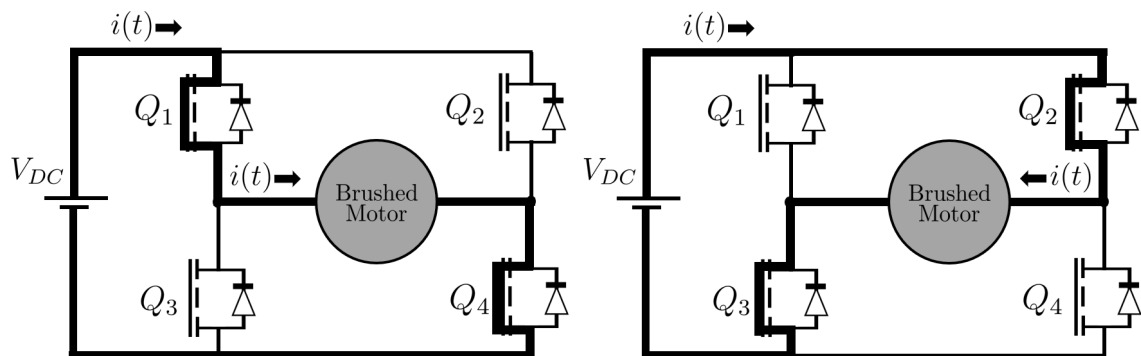 i(t)
Q1
Q2
VDC
i(t)
Brushed
Motor
Q3
Q4
i(t)
Q1
Q2
VDC
i(t)
Brushed
Motor
Q3
Q4